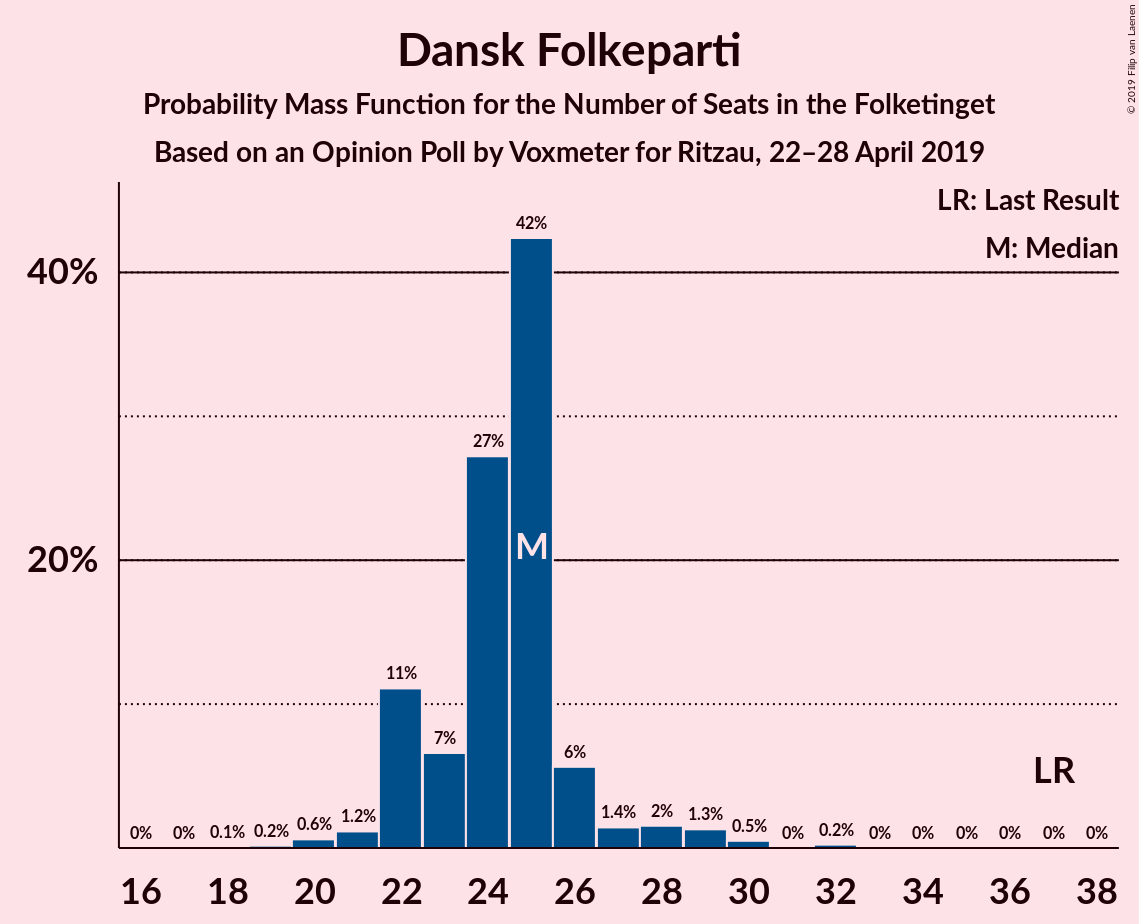 Dansk Folkeparti
Probability Mass Function for the Number of Seats in the Folketinget
Based on an Opinion Poll by Voxmeter for Ritzau, 22–28 April 2019
© 2019 Filip van Laenen
LR: Last Result
M: Median
40%
20%
0% 0% 0.1% 0.2% 0.6% 1.2% 11% 7% 27% 42% 6% 1.4% 2% 1.3% 0.5% 0% 0.2% 0% 0% 0% 0% 0% 0%
M
LR
16 18 20 22 24 26 28 30 32 34 36 38